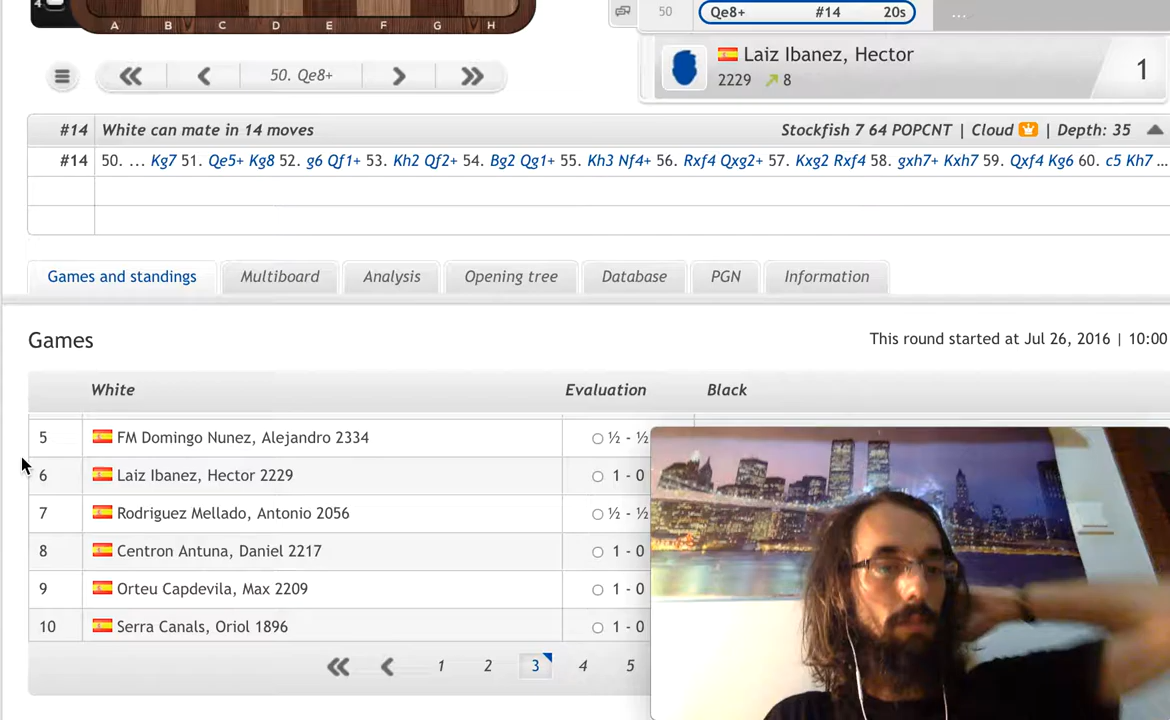 4
A B C D E F G H
50 Qe8+ #14 20s ...
50. Qe8+
Laiz Ibanez, Hector
2229 8
1
#14 White can mate in 14 moves Stockfish 7 64 POPCNT | Cloud | Depth: 35
#14 50. ... Kg7 51. Qe5+ Kg8 52. g6 Qf1+ 53. Kh2 Qf2+ 54. Bg2 Qg1+ 55. Kh3 Nf4+ 56. Rxf4 Qxg2+ 57. Kxg2 Rxf4 58. gxh7+ Kxh7 59. Qxf4 Kg6 60. c5 Kh7 ...
Games and standings Multiboard Analysis Opening tree Database PGN Information
Games This round started at Jul 26, 2016 | 10:00
White Evaluation Black
5 FM Domingo Nunez, Alejandro 2334 ½ - ½
6 Laiz Ibanez, Hector 2229 1 - 0
7 Rodriguez Mellado, Antonio 2056 ½ - ½
8 Centron Antuna, Daniel 2217 1 - 0
9 Orteu Capdevila, Max 2209 1 - 0
10 Serra Canals, Oriol 1896 1 - 0
1 2 3 4 5